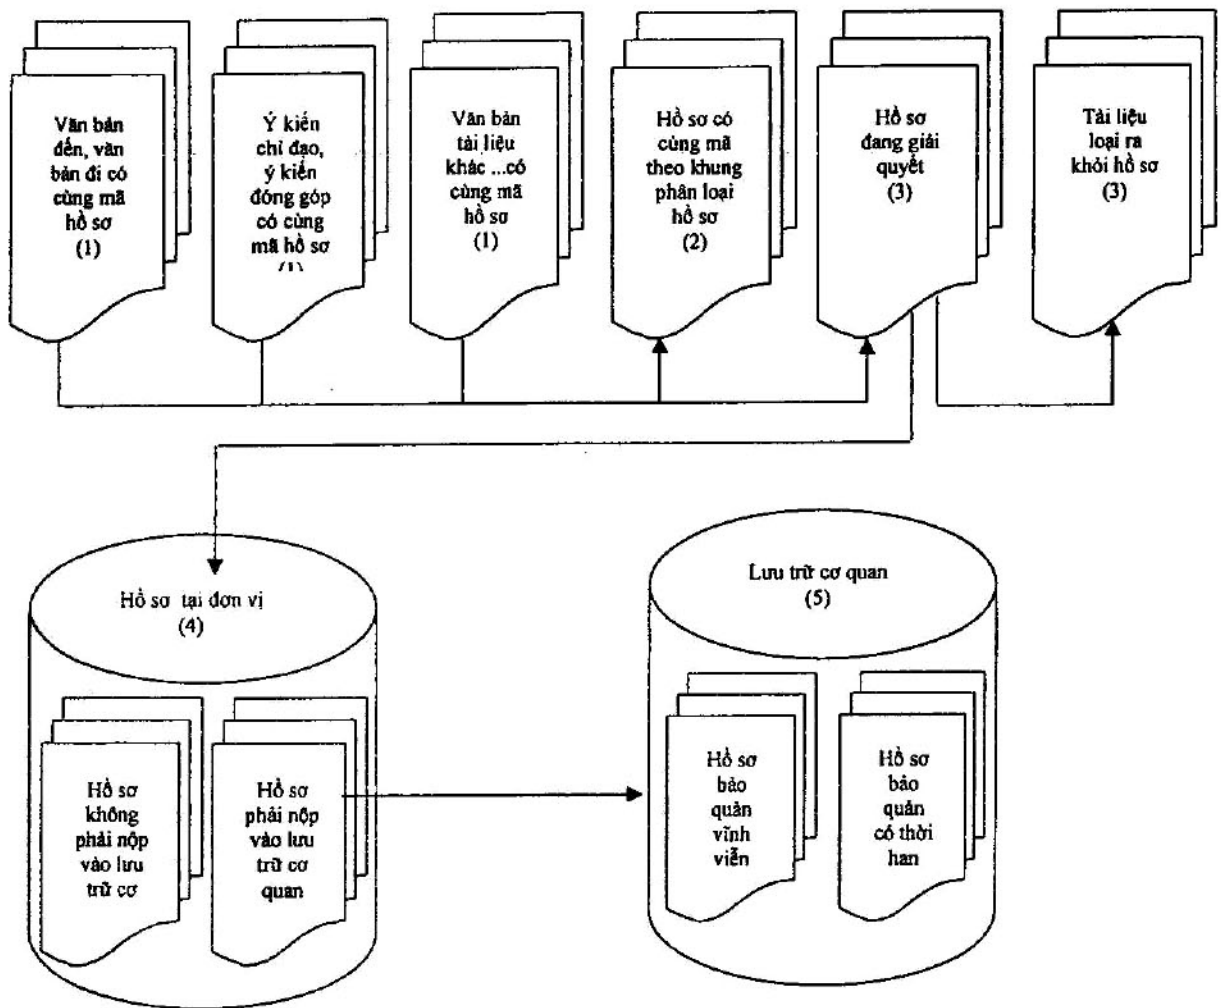 Văn bản
đến, văn
bản đi có
cùng mã
hồ sơ
(1)
Ý kiến
chỉ đạo,
ý kiến
đóng góp
có cùng
mã hồ sơ
(1)
Văn bản
tài liệu
khác ...có
cùng mã
hồ sơ
(1)
Hồ sơ có
cùng mã
theo khung
phân loại
hồ sơ
(2)
Hồ sơ
đang giải
quyết
(3)
Tài liệu
loại ra
khỏi hồ sơ
(3)
Hồ sơ tại đơn vị
(4)
Hồ sơ
không
phải nộp
vào lưu
trữ cơ
Hồ sơ
phải nộp
vào lưu
trữ cơ
quan
Lưu trữ cơ quan
(5)
Hồ sơ
bảo
quản
vĩnh
viễn
Hồ sơ
bảo
quản
có thời
hạn